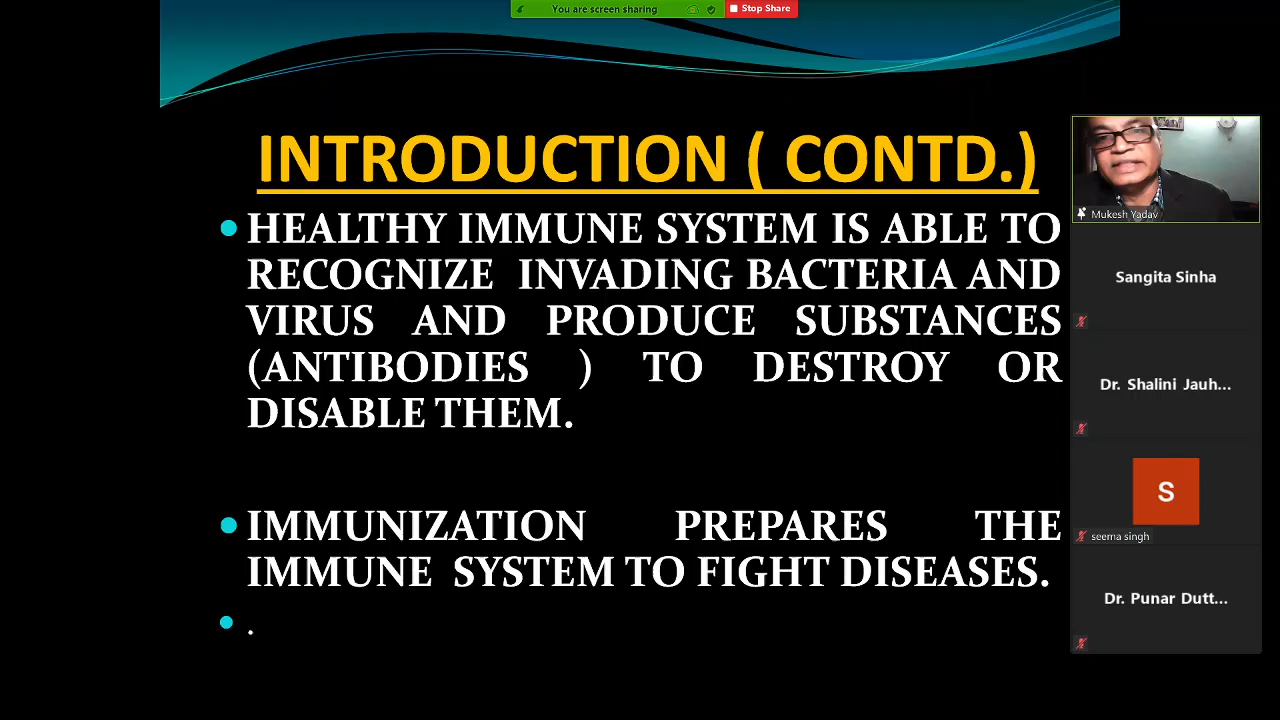 You are screen sharing
Stop Share
INTRODUCTION ( CONTD.)
HEALTHY IMMUNE SYSTEM IS ABLE TO
RECOGNIZE INVADING BACTERIA AND
VIRUS AND PRODUCE SUBSTANCES
(ANTIBODIES ) TO DESTROY OR
DISABLE THEM.
IMMUNIZATION PREPARES THE
IMMUNE SYSTEM TO FIGHT DISEASES.
.
Mukesh Yadav
Sangita Sinha
Dr. Shalini Jauh...
S
seema singh
Dr. Punar Dutt...